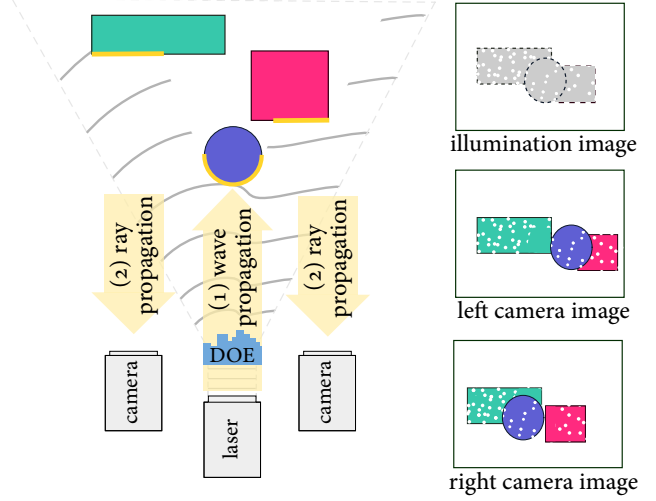 illumination image
(2) ray
propagation
(1) wave
propagation
(2) ray
propagation
left camera image
DOE
camera
laser
camera
right camera image